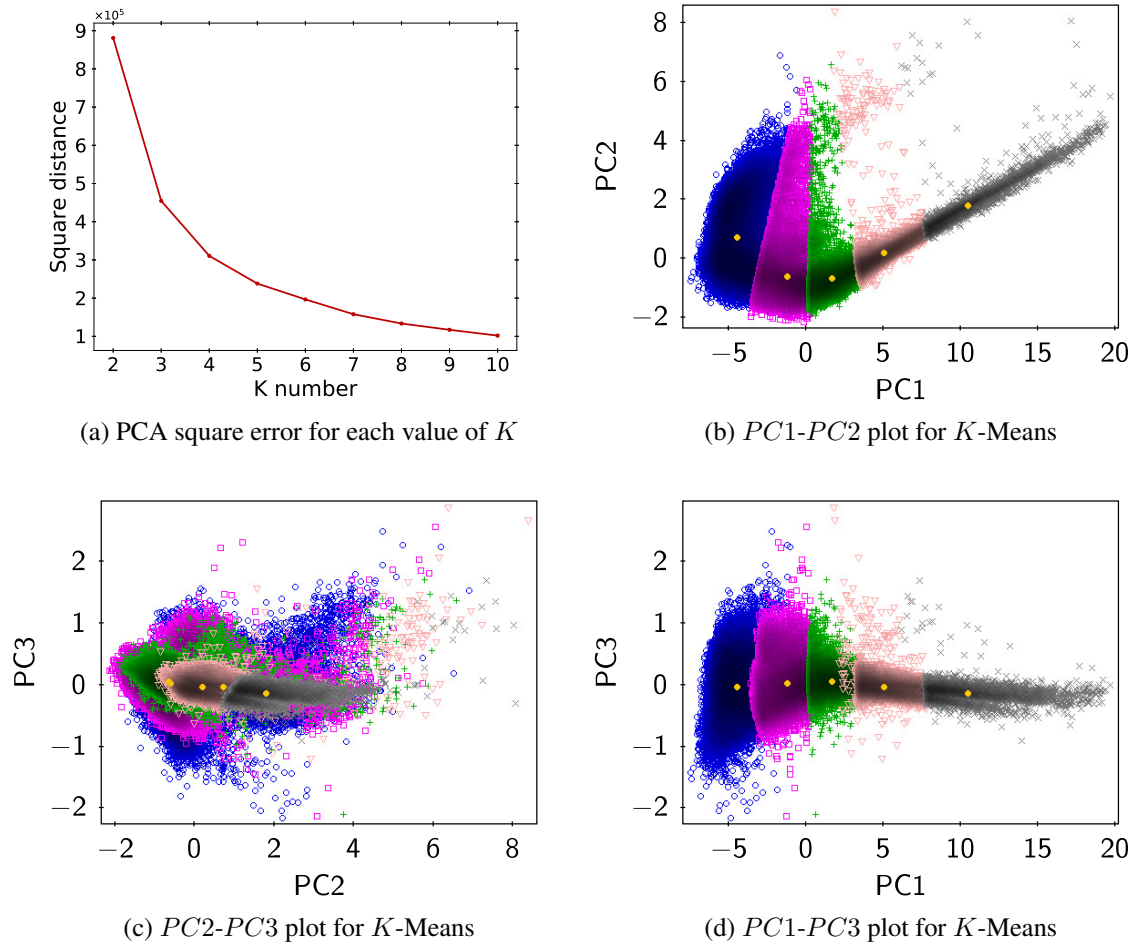 ×10⁵
9
8
7
6
5
4
3
2
1
Square distance
2 3 4 5 6 7 8 9 10
K number
(a) PCA square error for each value of K
8
6
4
2
0
−2
PC2
−5 0 5 10 15 20
PC1
(b) PC1-PC2 plot for K-Means
2
1
0
−1
−2
PC3
−2 0 2 4 6 8
PC2
(c) PC2-PC3 plot for K-Means
2
1
0
−1
−2
PC3
−5 0 5 10 15 20
PC1
(d) PC1-PC3 plot for K-Means